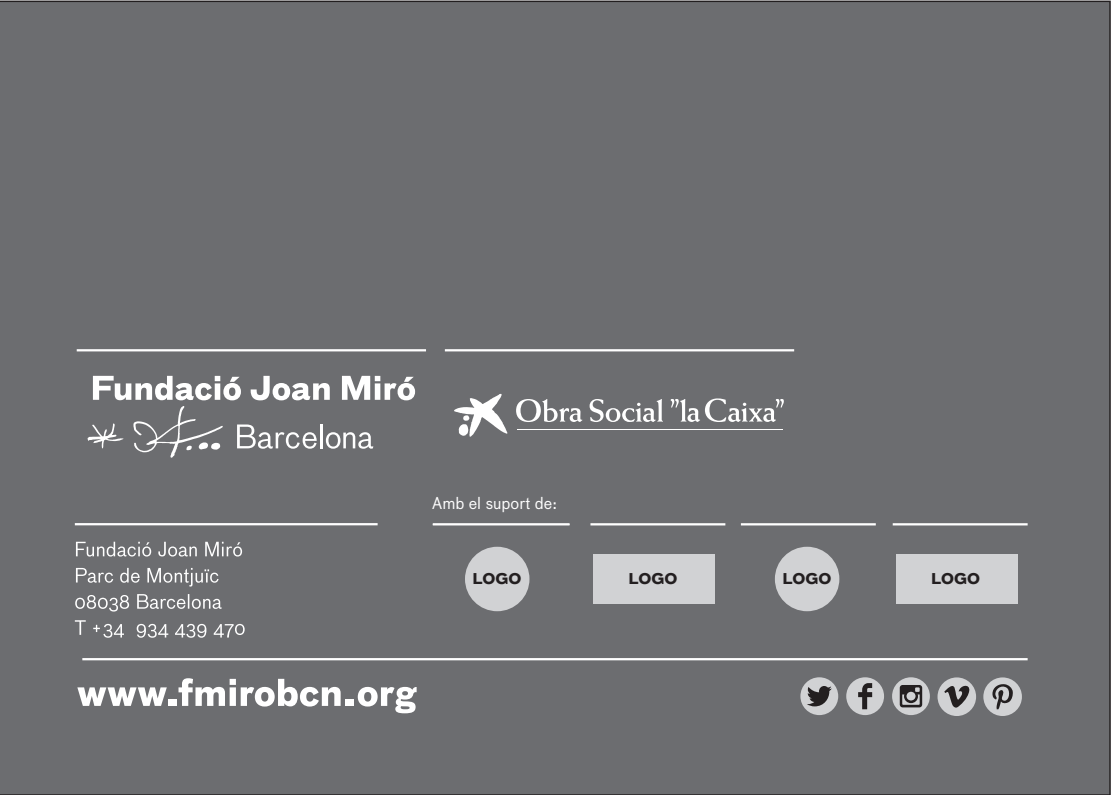 Fundació Joan Miró
Barcelona
Obra Social ”la Caixa”
Amb el suport de:
Fundació Joan Miró
Parc de Montjuïc
08038 Barcelona
T +34 934 439 470
LOGO
LOGO
LOGO
LOGO
www.fmirobcn.org